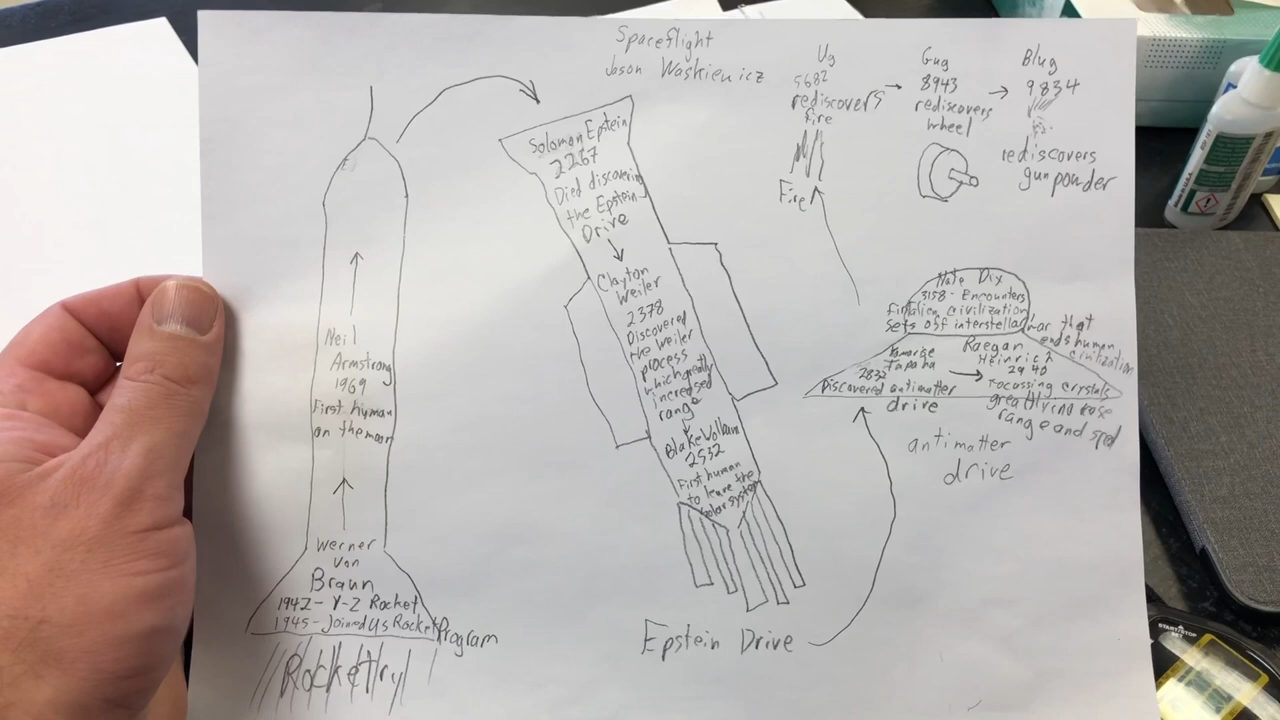 Spaceflight
Jason Waskiewicz
Neil
Armstrong
1969
First human
on the moon
Werner
Von
Braun
1942- V-2 Rocket
1945- Joined Us Rocket Program
Rocketry
Solomon Epstein
2267
Died discovering
the Epstein
Drive
Clayton
Weiler
2378
Discovered
the Weiler
process
which greatly
increased
range
Blake
2532
First human
to leave the
solar system
Epstein Drive
Nate Dix
3158- Encounters
alien civilization
Sets off interstellar War that
ends human
civilization
2832
Discovered antimatter
drive
Raegan
Heinrich
2940
Focussing crystals
greatly increase
range and
antimatter
drive
Ug
5682
rediscovers
fire
Fire
Gug
8943
rediscovers
wheel
Blug
9834
rediscovers
gunpowder
START/STOP